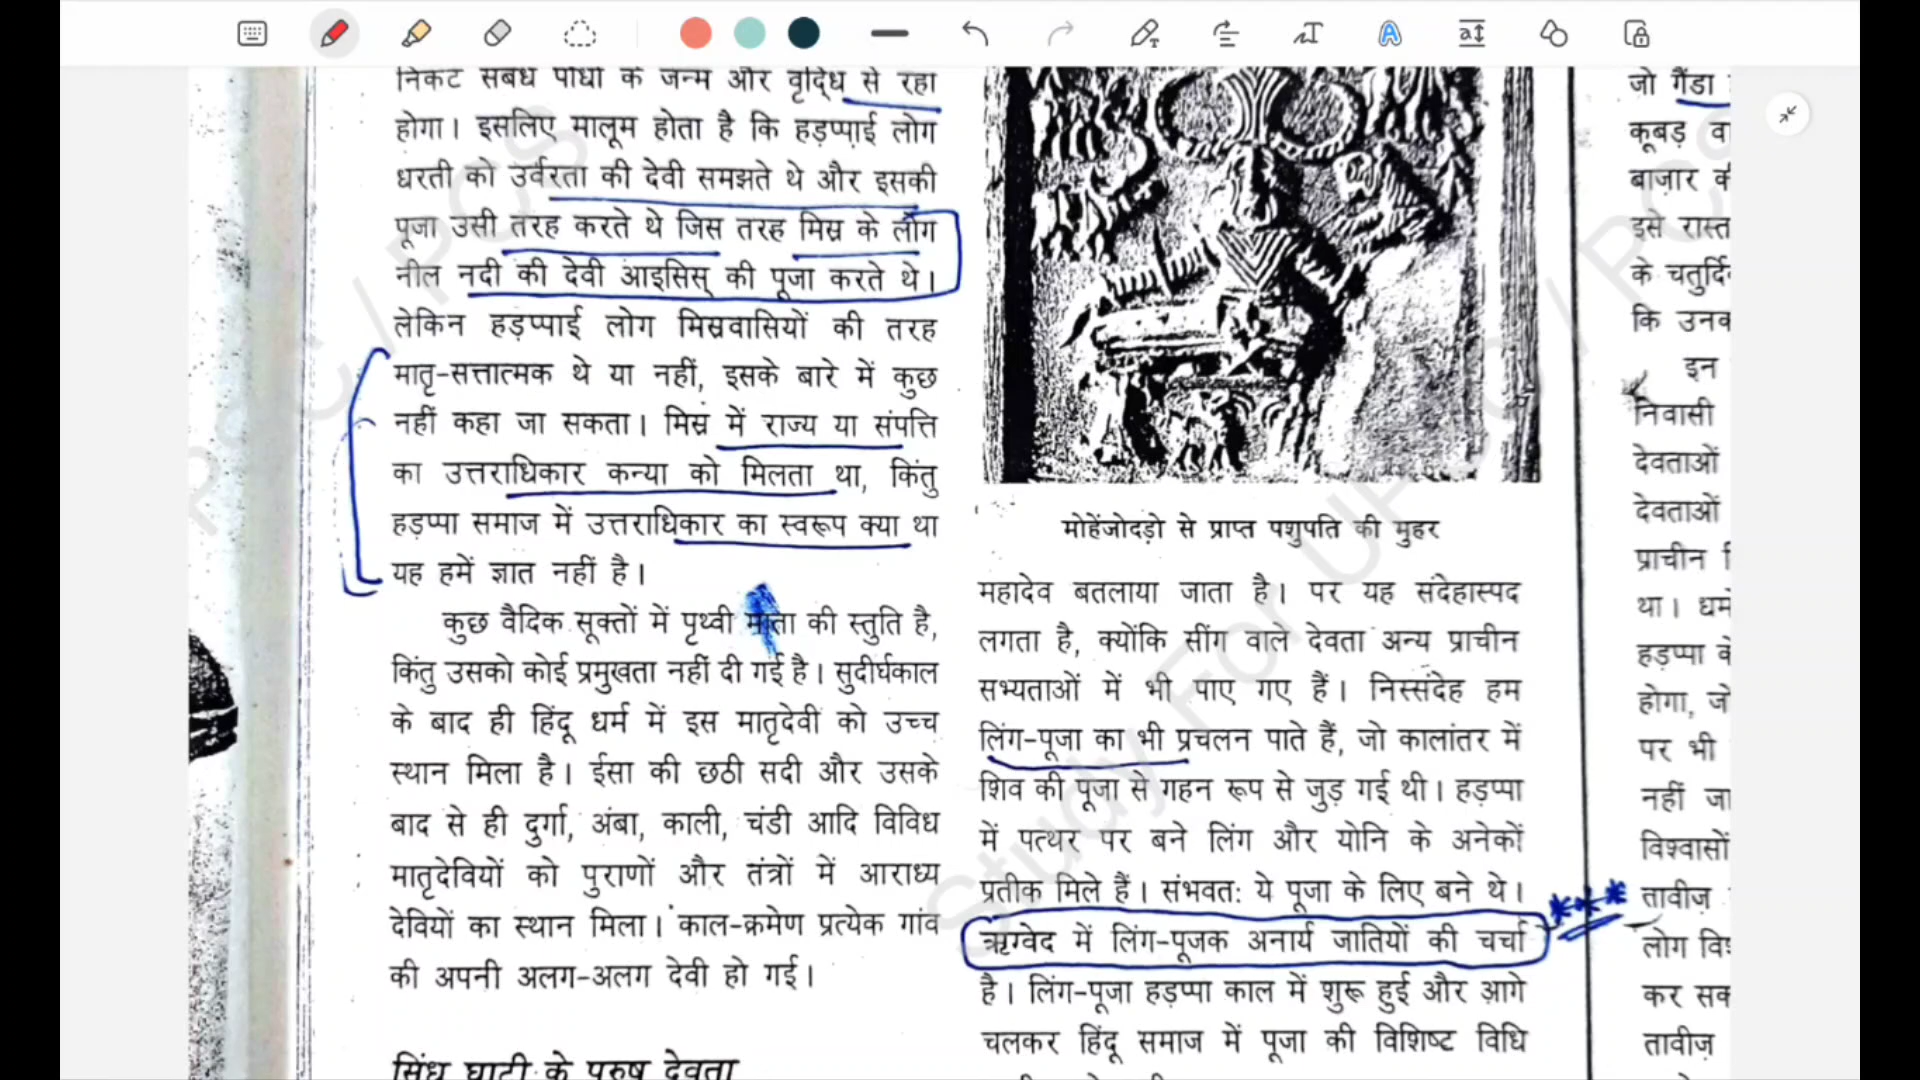 निकट संबंध पौधों के जन्म और वृद्धि से रहा
होगा। इसलिए मालूम होता है कि हड़प्पाई लोग
धरती को उर्वरता की देवी समझते थे और इसकी
पूजा उसी तरह करते थे जिस तरह मिस्र के लोग
नील नदी की देवी आइसिस् की पूजा करते थे।
लेकिन हड़प्पाई लोग मिस्रवासियों की तरह
मातृ-सत्तात्मक थे या नहीं, इसके बारे में कुछ
नहीं कहा जा सकता। मिस्र में राज्य या संपत्ति
का उत्तराधिकार कन्या को मिलता था, किंतु
हड़प्पा समाज में उत्तराधिकार का स्वरूप क्या था
यह हमें ज्ञात नहीं है।
कुछ वैदिक सूक्तों में पृथ्वी माता की स्तुति है,
किंतु उसको कोई प्रमुखता नहीं दी गई है। सुदीर्घकाल
के बाद ही हिंदू धर्म में इस मातृदेवी को उच्च
स्थान मिला है। ईसा की छठी सदी और उसके
बाद से ही दुर्गा, अंबा, काली, चंडी आदि विविध
मातृदेवियों को पुराणों और तंत्रों में आराध्य
देवियों का स्थान मिला। काल-क्रमेण प्रत्येक गांव
की अपनी अलग-अलग देवी हो गई।
सिंधु घाटी के पुरुष देवता
मोहेंजोदड़ो से प्राप्त पशुपति की मुहर
महादेव बतलाया जाता है। पर यह संदेहास्पद
लगता है, क्योंकि सींग वाले देवता अन्य प्राचीन
सभ्यताओं में भी पाए गए हैं। निस्संदेह हम
लिंग-पूजा का भी प्रचलन पाते हैं, जो कालांतर में
शिव की पूजा से गहन रूप से जुड़ गई थी। हड़प्पा
में पत्थर पर बने लिंग और योनि के अनेकों
प्रतीक मिले हैं। संभवत: ये पूजा के लिए बने थे।
ऋग्वेद में लिंग-पूजक अनार्य जातियों की चर्चा
है। लिंग-पूजा हड़प्पा काल में शुरू हुई और आगे
चलकर हिंदू समाज में पूजा की विशिष्ट विधि
जो गैंडा
कूबड़
बाज़ार
इसे
के
कि
इन
निवासी
देवताओं
देवताओं
प्राचीन
था।
हड़प्पा
होगा, जो
पर भी
नहीं
विश्वासों
तावीज़
लोग
कर
तावीज़
Study For UPSC / PCS